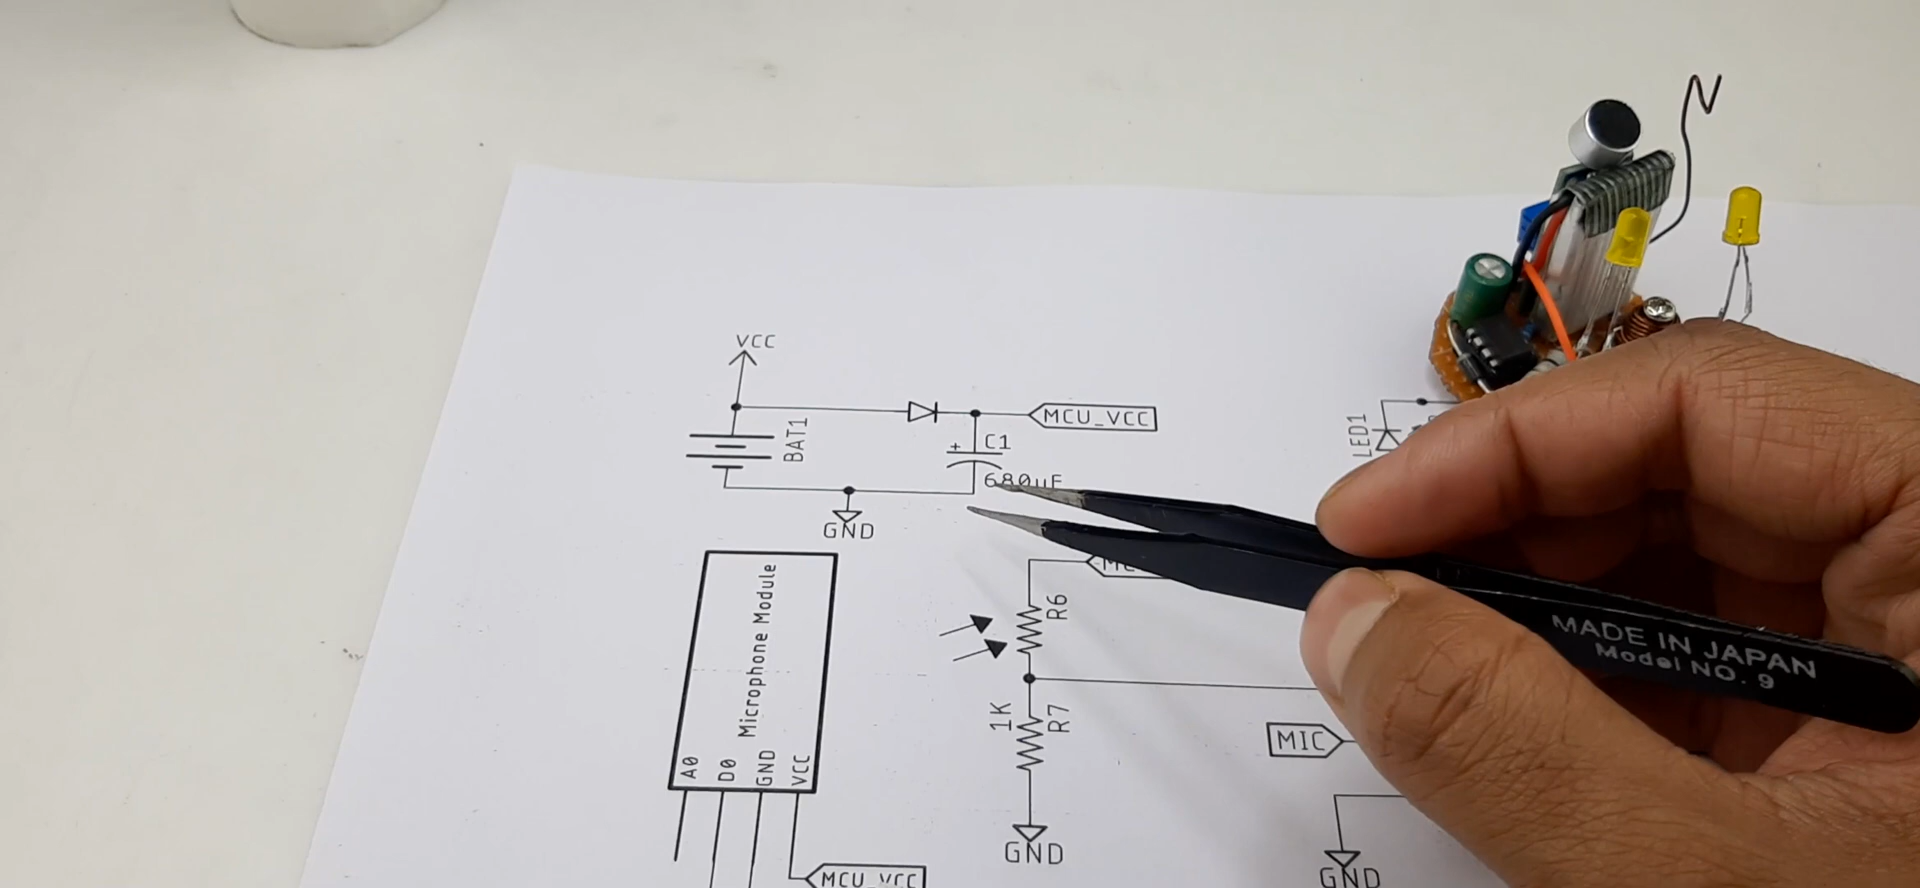 VCC
BAT1
MCU_VCC
+ C1
680uF
GND
LED1
Microphone Module
A0
D0
GND
VCC
MCU_VCC
R6
1K
R7
GND
MIC
GND
MADE IN JAPAN
Model NO. 9